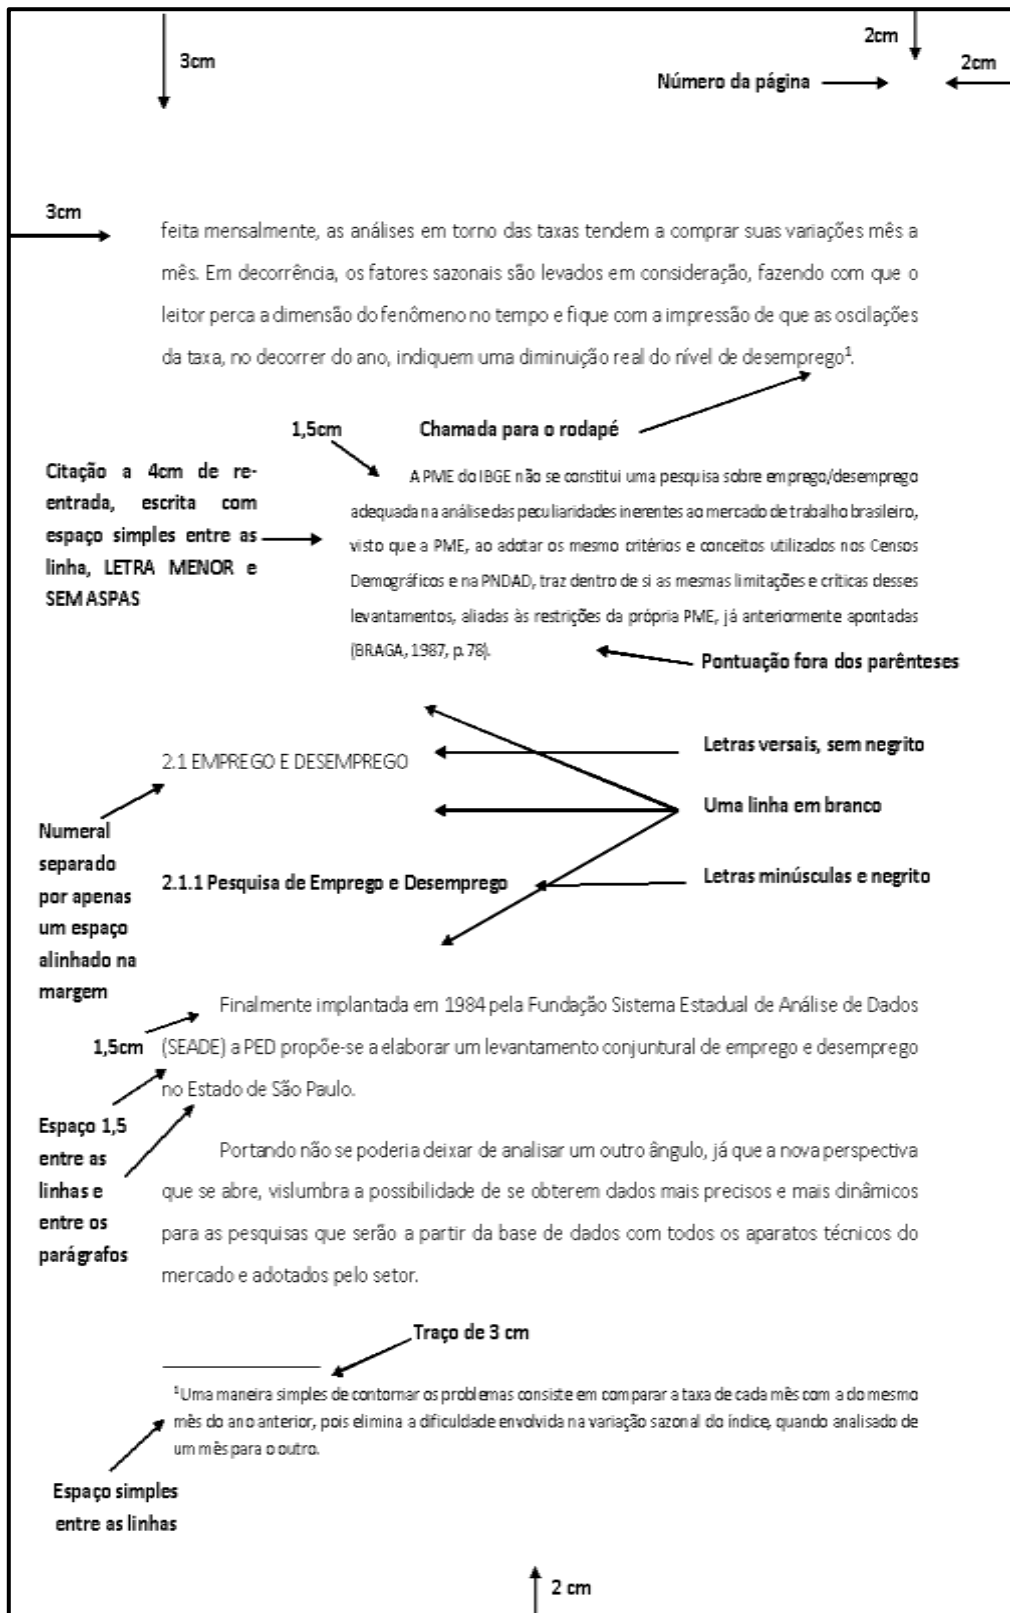 2cm
3cm
2cm
Número da página
3cm
feita mensalmente, as análises em torno das taxas tendem a comprar suas variações mês a
mês. Em decorrência, os fatores sazonais são levados em consideração, fazendo com que o
leitor perca a dimensão do fenômeno no tempo e fique com a impressão de que as oscilações
da taxa, no decorrer do ano, indiquem uma diminuição real do nível de desemprego¹.
1,5cm
Chamada para o rodapé
Citação a 4cm de re-
entrada, escrita com
espaço simples entre as
linha, LETRA MENOR e
SEM ASPAS
A PME do IBGE não se constitui uma pesquisa sobre emprego/desemprego
adequada na análise das peculiaridades inerentes ao mercado de trabalho brasileiro,
visto que a PME, ao adotar os mesmo critérios e conceitos utilizados nos Censos
Demográficos e na PNDAD, traz dentro de si as mesmas limitações e críticas desses
levantamentos, aliadas às restrições da própria PME, já anteriormente apontadas
(BRAGA, 1987, p.78).
Pontuação fora dos parênteses
Letras versais, sem negrito
2.1 EMPREGO E DESEMPREGO
Uma linha em branco
Numeral
separado
por apenas
um espaço
alinhado na
margem
2.1.1 Pesquisa de Emprego e Desemprego
Letras minúsculas e negrito
Finalmente implantada em 1984 pela Fundação Sistema Estadual de Análise de Dados
1,5cm
(SEADE) a PED propõe-se a elaborar um levantamento conjuntural de emprego e desemprego
no Estado de São Paulo.
Espaço 1,5
entre as
linhas e
entre os
parágrafos
Portando não se poderia deixar de analisar um outro ângulo, já que a nova perspectiva
que se abre, vislumbra a possibilidade de se obterem dados mais precisos e mais dinâmicos
para as pesquisas que serão a partir da base de dados com todos os aparatos técnicos do
mercado e adotados pelo setor.
Traço de 3 cm
¹Uma maneira simples de contornar os problemas consiste em comparar a taxa de cada mês com a do mesmo
mês do ano anterior, pois elimina a dificuldade envolvida na variação sazonal do índice, quando analisado de
um mês para o outro.
Espaço simples
entre as linhas
2 cm